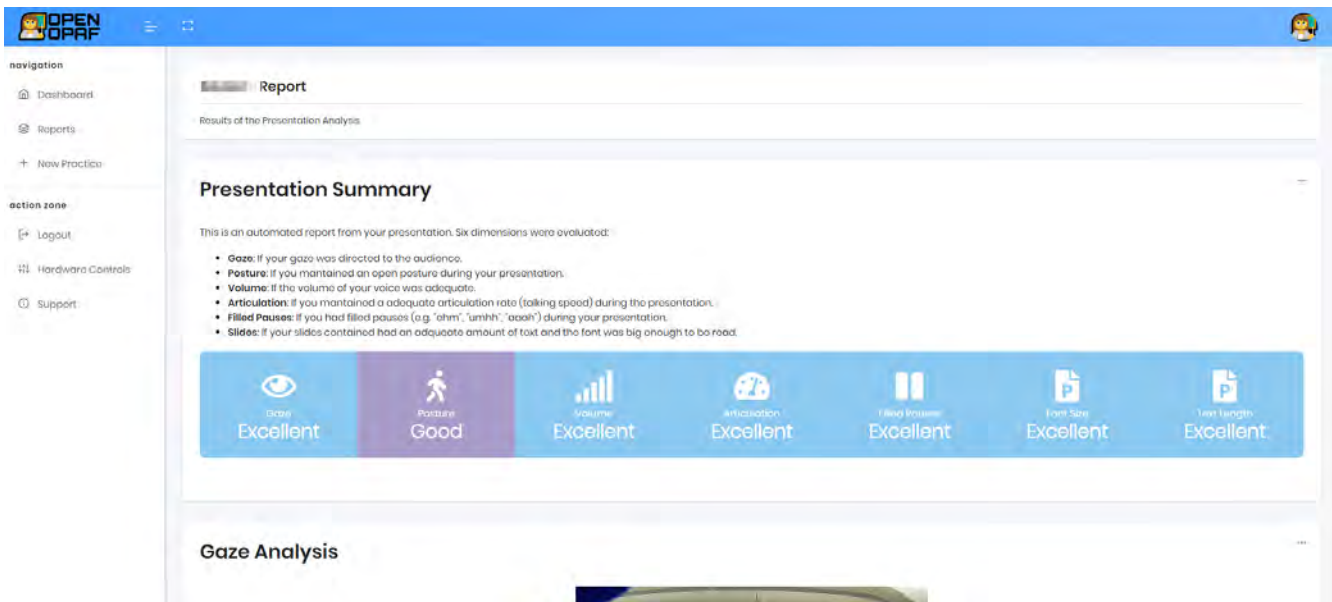 OPEN
OPAF
navigation
Dashboard
Reports
New Practice
action zone
Logout
Hardware Controls
Support
Report
Results of the Presentation Analysis
Presentation Summary
This is an automated report from your presentation. Six dimensions were evaluated:
• Gaze: If your gaze was directed to the audience.
• Posture: If you mantained an open posture during your presentation.
• Volume: If the volume of your voice was adequate.
• Articulation: If you mantained a adequate articulation rate (talking speed) during the presentation.
• Filled Pauses: If you had filled pauses (e.g. "ehm", "umhh", "aaah") during your presentation.
• Slides: If your slides contained had an adquate amount of text and the font was big enough to be read.
Gaze
Excellent
Posture
Good
Volume
Excellent
Articulation
Excellent
Filled Pauses
Excellent
Font Size
Excellent
Text Length
Excellent
Gaze Analysis